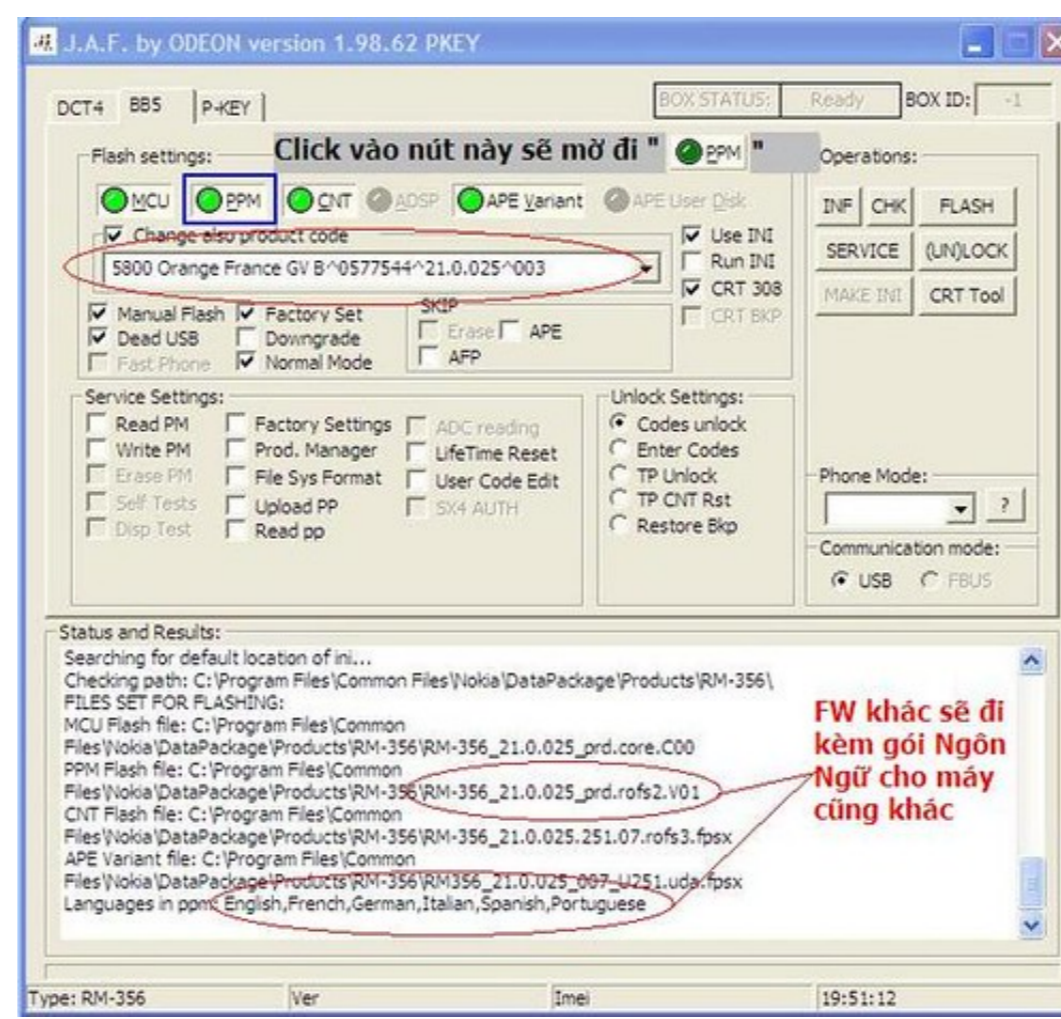 J.A.F. by ODEON version 1.98.62 PKEY
DCT4 BB5 P-KEY
BOX STATUS: Ready BOX ID: -1
Click vào nút này sẽ mờ đi " PPM "
Flash settings:
MCU PPM CNT ADSP APE Variant APE User Disk
Change also product code
5800 Orange France GV B^0577544^21.0.025^003
Use INI
Run INI
CRT 308
CRT BKP
Manual Flash Factory Set
Dead USB Downgrade
Fast Phone Normal Mode
SKIP
Erase APE
AFP
Operations:
INF CHK FLASH
SERVICE (UN)LOCK
MAKE INI CRT Tool
Service Settings:
Read PM Factory Settings ADC reading
Write PM Prod. Manager LifeTime Reset
Erase PM File Sys Format User Code Edit
Self Tests Upload PP SX4 AUTH
Disp Test Read pp
Unlock Settings:
Codes unlock
Enter Codes
TP Unlock
TP CNT Rst
Restore Bkp
Phone Mode:
?
Communication mode:
USB FBUS
Status and Results:
Searching for default location of ini...
Checking path: C:\Program Files\Common Files\Nokia\DataPackage\Products\RM-356\
FILES SET FOR FLASHING:
MCU Flash file: C:\Program Files\Common
Files\Nokia\DataPackage\Products\RM-356\RM-356_21.0.025_prd.core.C00
PPM Flash file: C:\Program Files\Common
Files\Nokia\DataPackage\Products\RM-356\RM-356_21.0.025_prd.rofs2.V01
CNT Flash file: C:\Program Files\Common
Files\Nokia\DataPackage\Products\RM-356\RM-356_21.0.025.251.07.rofs3.fpsx
APE Variant file: C:\Program Files\Common
Files\Nokia\DataPackage\Products\RM-356\RM356_21.0.025_007_U251.uda.fpsx
Languages in ppm: English,French,German,Italian,Spanish,Portuguese
FW khác sẽ đi
kèm gói Ngôn
Ngữ cho máy
cũng khác
Type: RM-356 Ver Imei 19:51:12